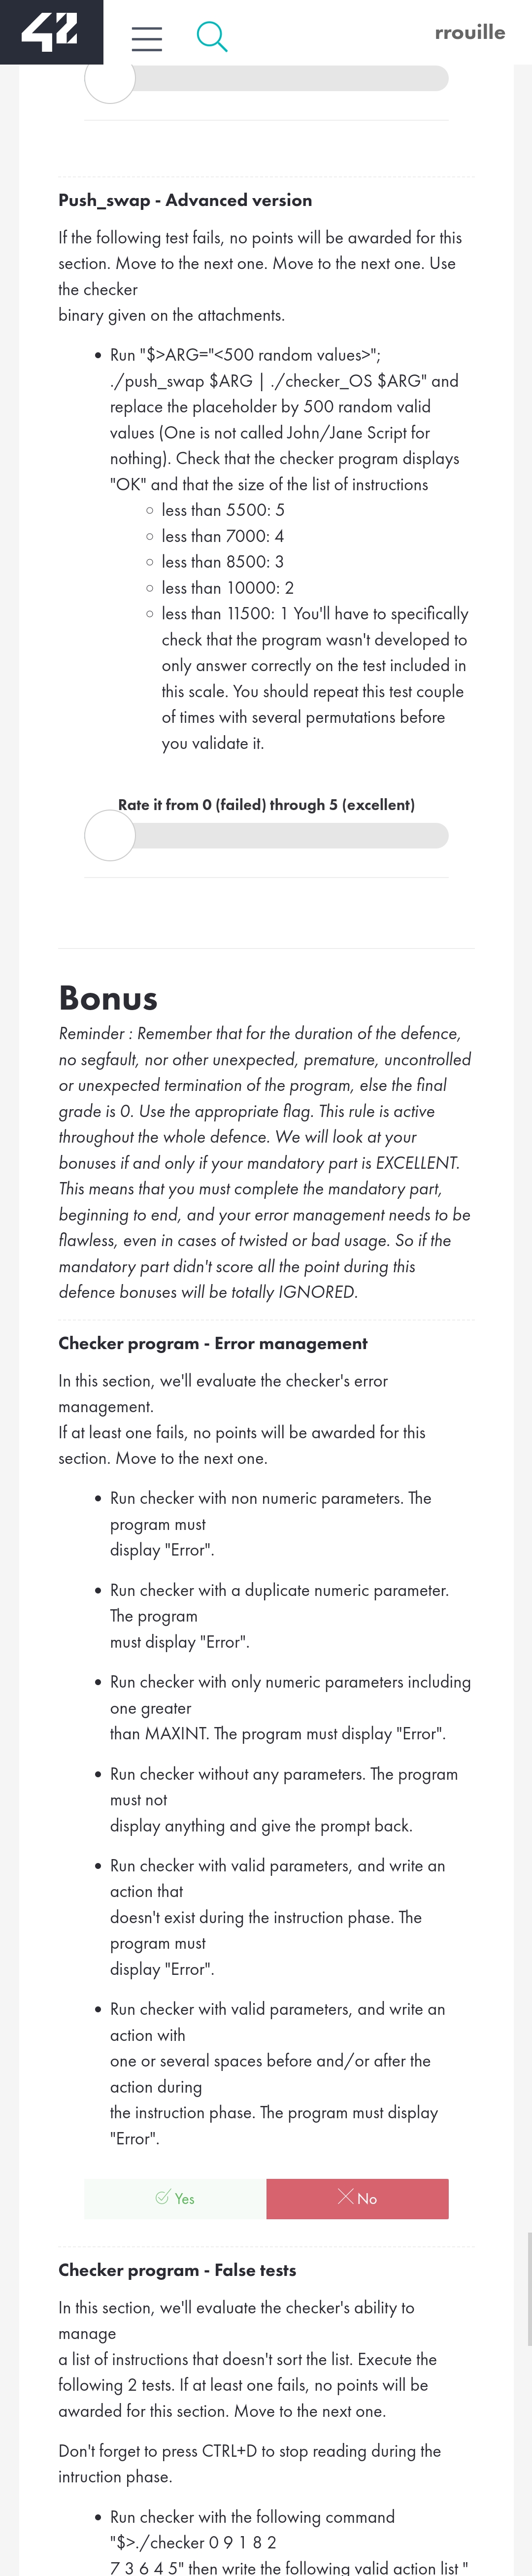 42
rrouille
Push_swap - Advanced version
If the following test fails, no points will be awarded for this
section. Move to the next one. Move to the next one. Use
the checker
binary given on the attachments.
• Run "$>ARG="<500 random values>";
./push_swap $ARG | ./checker_OS $ARG" and
replace the placeholder by 500 random valid
values (One is not called John/Jane Script for
nothing). Check that the checker program displays
"OK" and that the size of the list of instructions
◦ less than 5500: 5
◦ less than 7000: 4
◦ less than 8500: 3
◦ less than 10000: 2
◦ less than 11500: 1 You'll have to specifically
check that the program wasn't developed to
only answer correctly on the test included in
this scale. You should repeat this test couple
of times with several permutations before
you validate it.
Rate it from 0 (failed) through 5 (excellent)
Bonus
Reminder : Remember that for the duration of the defence,
no segfault, nor other unexpected, premature, uncontrolled
or unexpected termination of the program, else the final
grade is 0. Use the appropriate flag. This rule is active
throughout the whole defence. We will look at your
bonuses if and only if your mandatory part is EXCELLENT.
This means that you must complete the mandatory part,
beginning to end, and your error management needs to be
flawless, even in cases of twisted or bad usage. So if the
mandatory part didn't score all the point during this
defence bonuses will be totally IGNORED.
Checker program - Error management
In this section, we'll evaluate the checker's error
management.
If at least one fails, no points will be awarded for this
section. Move to the next one.
• Run checker with non numeric parameters. The
program must
display "Error".
• Run checker with a duplicate numeric parameter.
The program
must display "Error".
• Run checker with only numeric parameters including
one greater
than MAXINT. The program must display "Error".
• Run checker without any parameters. The program
must not
display anything and give the prompt back.
• Run checker with valid parameters, and write an
action that
doesn't exist during the instruction phase. The
program must
display "Error".
• Run checker with valid parameters, and write an
action with
one or several spaces before and/or after the
action during
the instruction phase. The program must display
"Error".
Yes
No
Checker program - False tests
In this section, we'll evaluate the checker's ability to
manage
a list of instructions that doesn't sort the list. Execute the
following 2 tests. If at least one fails, no points will be
awarded for this section. Move to the next one.
Don't forget to press CTRL+D to stop reading during the
intruction phase.
• Run checker with the following command
"$>./checker 0 9 1 8 2
7 3 6 4 5" then write the following valid action list "